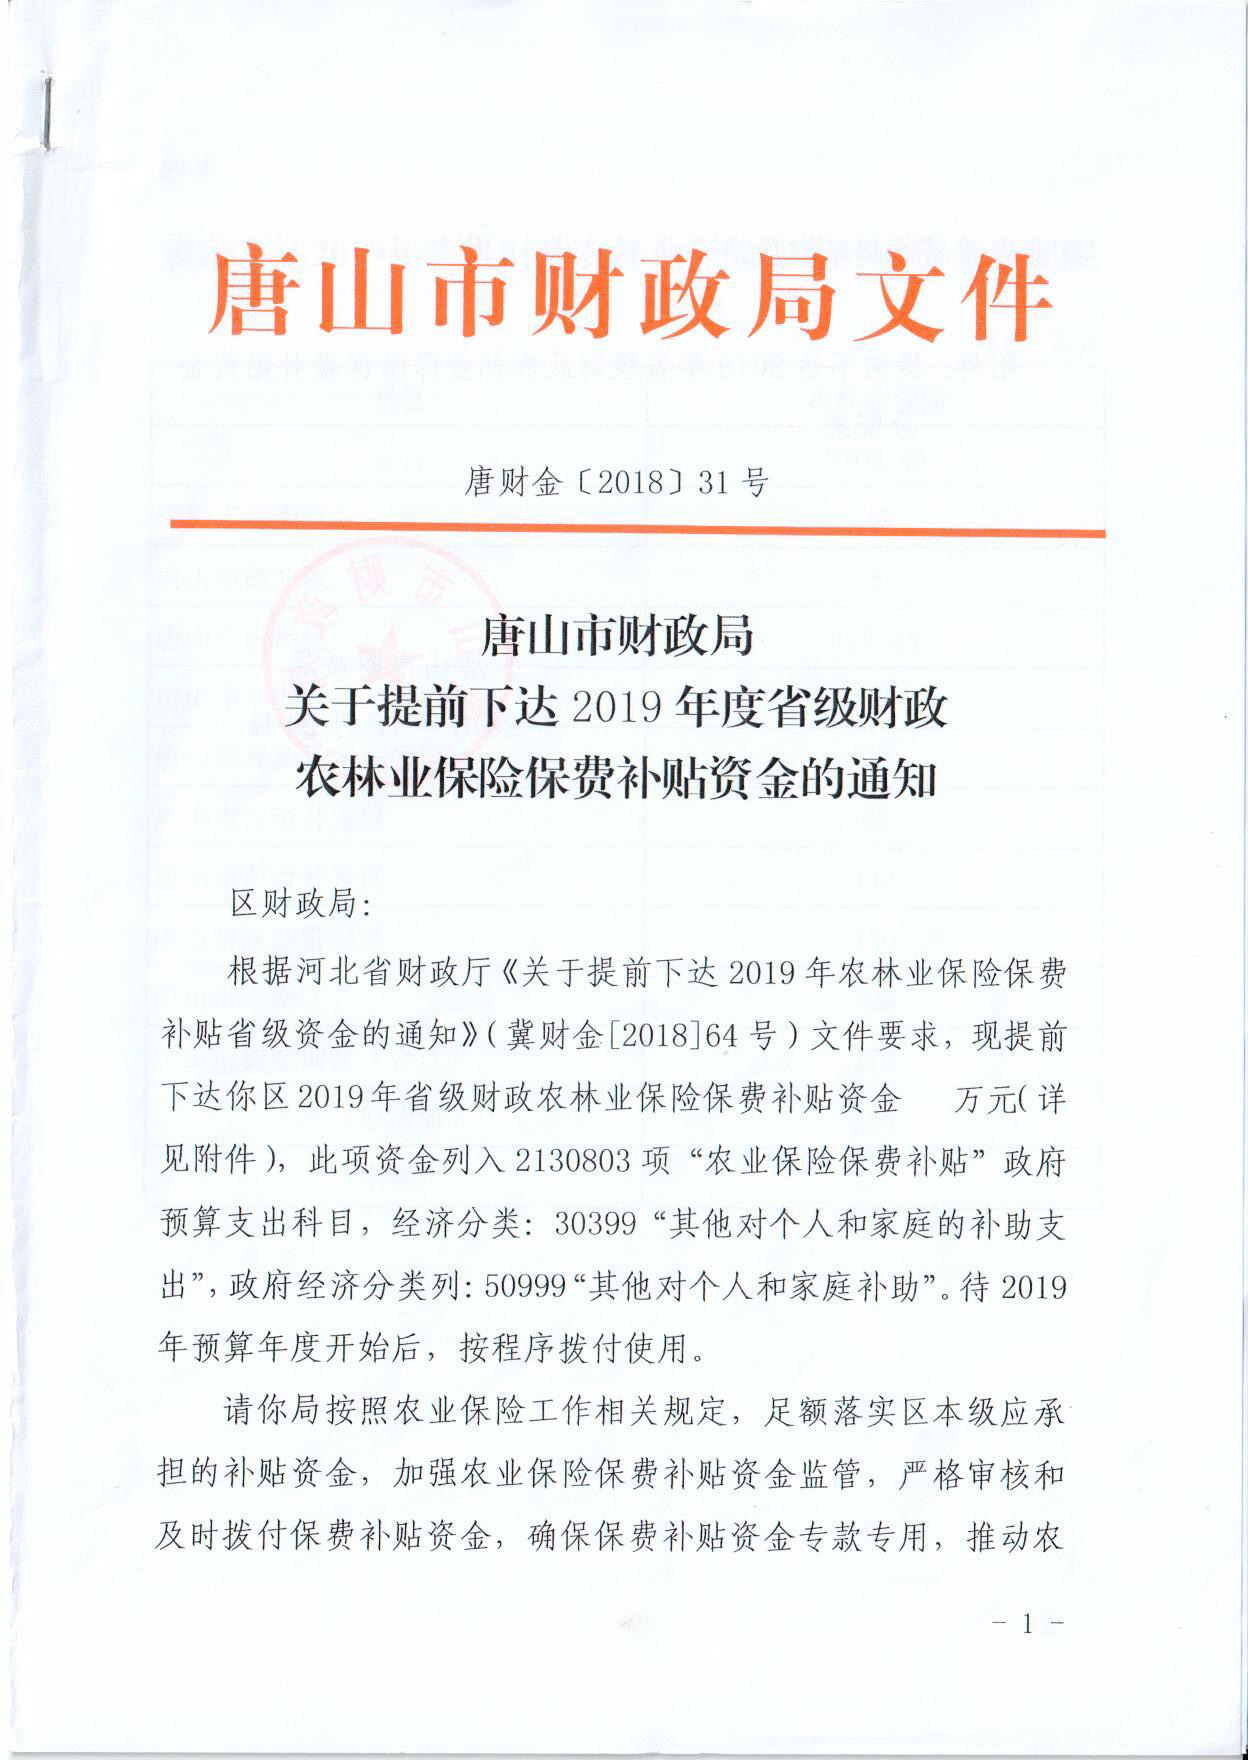 唐山市财政局文件
唐财金〔2018〕31号
唐山市财政局
关于提前下达2019年度省级财政
农林业保险保费补贴资金的通知
区财政局：
根据河北省财政厅《关于提前下达2019年农林业保险保费
补贴省级资金的通知》（冀财金[2018]64号）文件要求，现提前
下达你区2019年省级财政农林业保险保费补贴资金　　万元（详
见附件），此项资金列入2130803项“农业保险保费补贴”政府
预算支出科目，经济分类：30399“其他对个人和家庭的补助支
出”，政府经济分类列：50999“其他对个人和家庭补助”。待2019
年预算年度开始后，按程序拨付使用。
请你局按照农业保险工作相关规定，足额落实区本级应承
担的补贴资金，加强农业保险保费补贴资金监管，严格审核和
及时拨付保费补贴资金，确保保费补贴资金专款专用，推动农
- 1 -